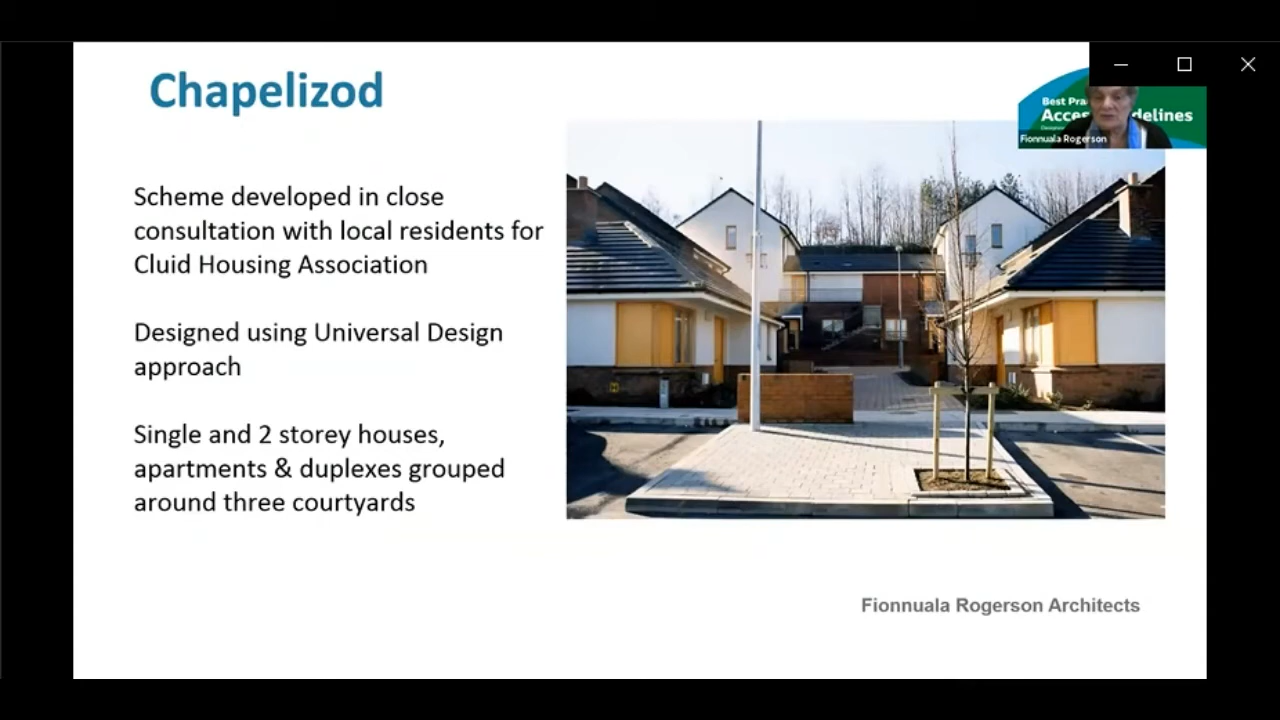 Chapelizod
Best Pra
Acces delines
Fionnuala Rogerson
Scheme developed in close
consultation with local residents for
Cluid Housing Association
Designed using Universal Design
approach
Single and 2 storey houses,
apartments & duplexes grouped
around three courtyards
Fionnuala Rogerson Architects